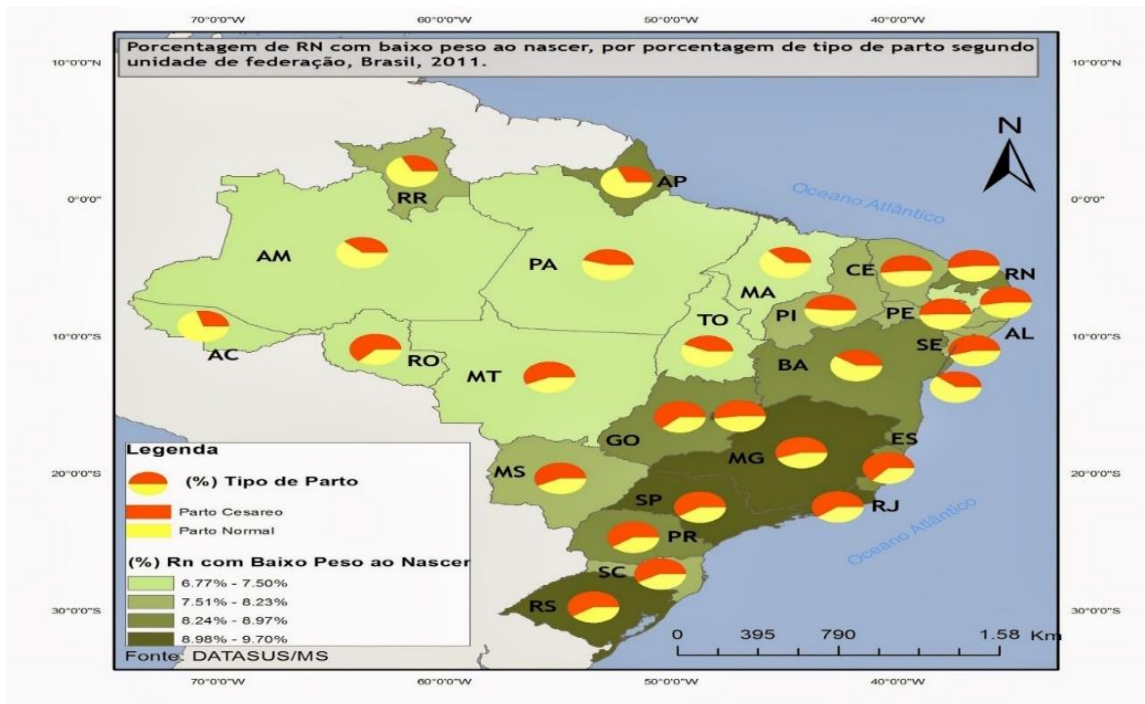 70°0'0"W 60°0'0"W 50°0'0"W 40°0'0"W
Porcentagem de RN com baixo peso ao nascer, por porcentagem de tipo de parto segundo
unidade de federação, Brasil, 2011.
10°0'0"N 10°0'0"N
N
RR
AP
Oceano Atlântico
0°0'0" 0°0'0"
AM
PA
CE
RN
MA
PI
PE
TO
AL
10°0'0"S 10°0'0"S
SE
AC
RO
MT
BA
GO
ES
MG
Legenda
MS
20°0'0"S 20°0'0"S
(%) Tipo de Parto
SP
RJ
Parto Cesareo
Parto Normal
PR
Oceano Atlântico
(%) Rn com Baixo Peso ao Nascer
SC
6.77% - 7.50%
7.51% - 8.23%
RS
30°0'0"S 30°0'0"S
8.24% - 8.97%
8.98% - 9.70%
0 395 790 1.58 Km
Fonte: DATASUS/MS
70°0'0"W 60°0'0"W 50°0'0"W 40°0'0"W